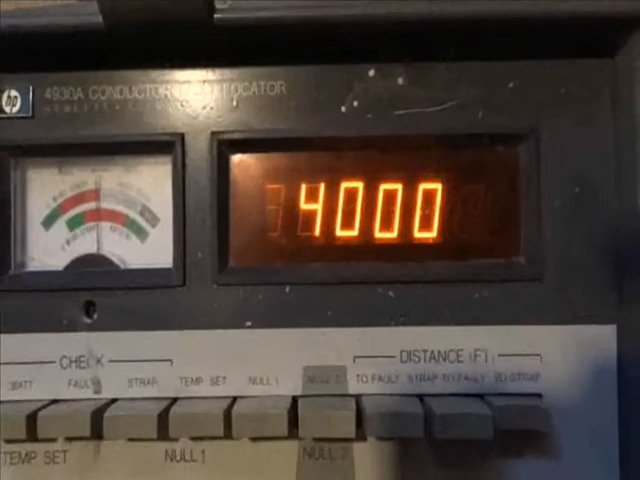 hp 4930A CONDUCTOR LOCATOR
HEWLETT
4000
CHECK
DISTANCE (FT)
BATT FAULT STRAP TEMP SET NULL 1 NULL 2 TO FAULT STRAP TO FAULT TO STRAP
TEMP SET NULL 1 NULL 2